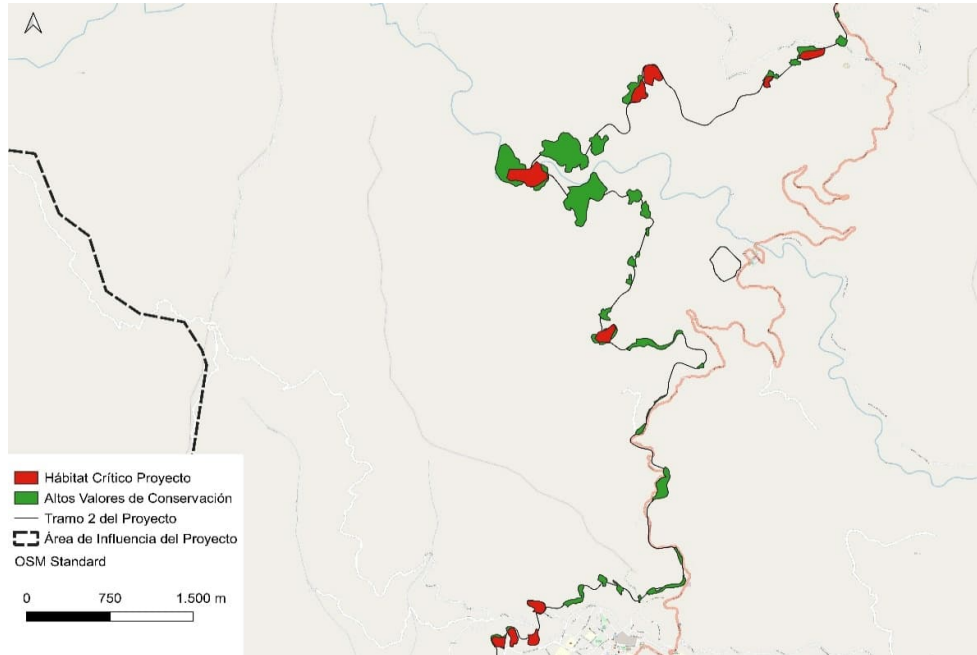 Hábitat Crítico Proyecto
Altos Valores de Conservación
Tramo 2 del Proyecto
Área de Influencia del Proyecto
OSM Standard
0 750 1.500 m